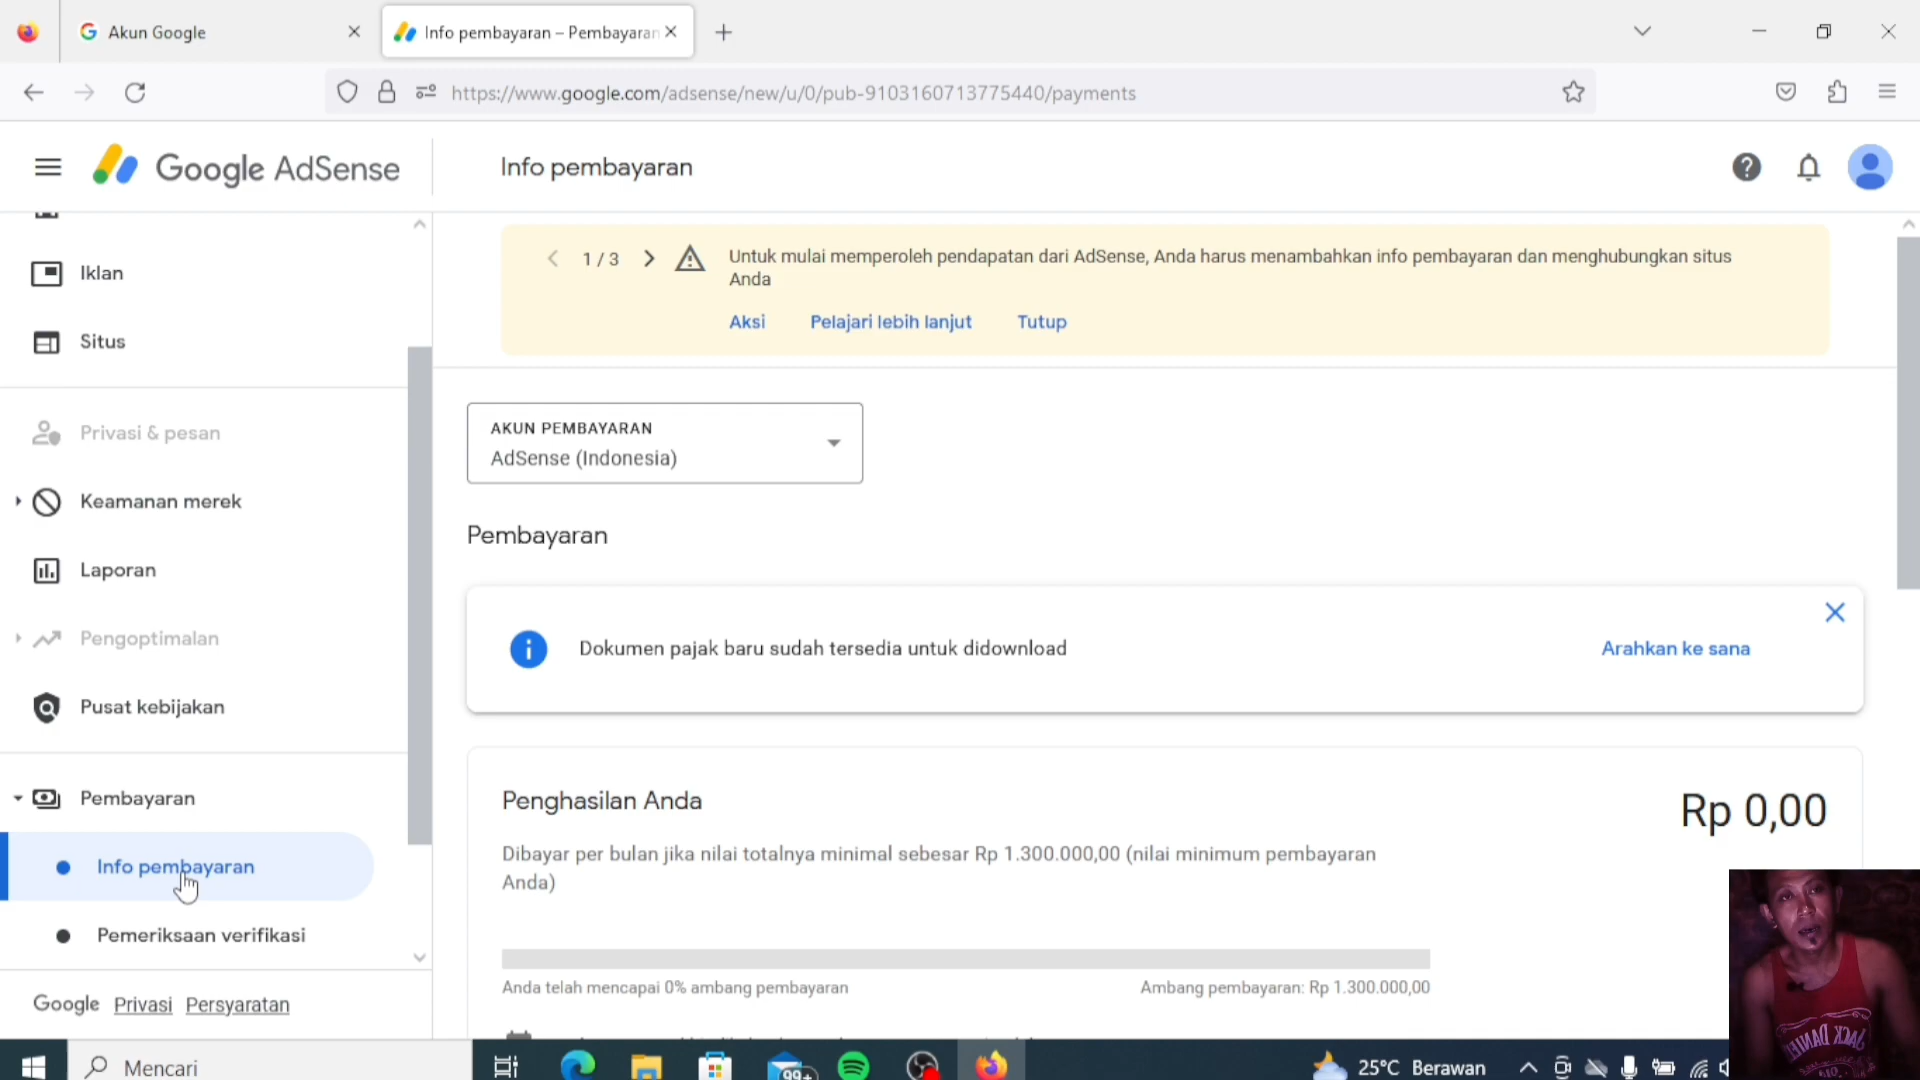 Akun Google
Info pembayaran – Pembayaran
https://www.google.com/adsense/new/u/0/pub-9103160713775440/payments
Google AdSense
Info pembayaran
Iklan
Situs
Privasi & pesan
Keamanan merek
Laporan
Pengoptimalan
Pusat kebijakan
Pembayaran
Info pembayaran
Pemeriksaan verifikasi
Google Privasi Persyaratan
1 / 3
Untuk mulai memperoleh pendapatan dari AdSense, Anda harus menambahkan info pembayaran dan menghubungkan situs
Anda
Aksi Pelajari lebih lanjut Tutup
AKUN PEMBAYARAN
AdSense (Indonesia)
Pembayaran
Dokumen pajak baru sudah tersedia untuk didownload
Arahkan ke sana
Penghasilan Anda
Rp 0,00
Dibayar per bulan jika nilai totalnya minimal sebesar Rp 1.300.000,00 (nilai minimum pembayaran
Anda)
Anda telah mencapai 0% ambang pembayaran
Ambang pembayaran: Rp 1.300.000,00
Mencari
99+
25°C Berawan
JACK DANIEL